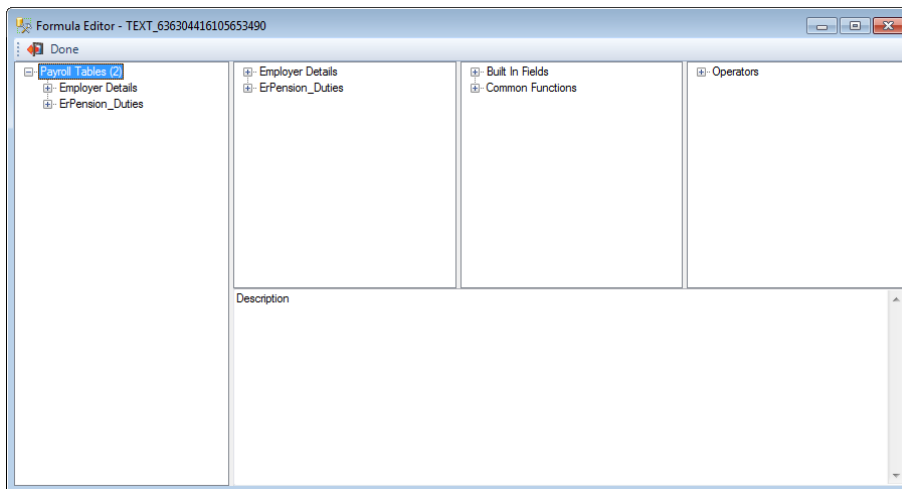 Formula Editor - TEXT_636304416105653490
Done
Payroll Tables (2)
Employer Details
ErPension_Duties
Employer Details
ErPension_Duties
Built In Fields
Common Functions
Operators
Description